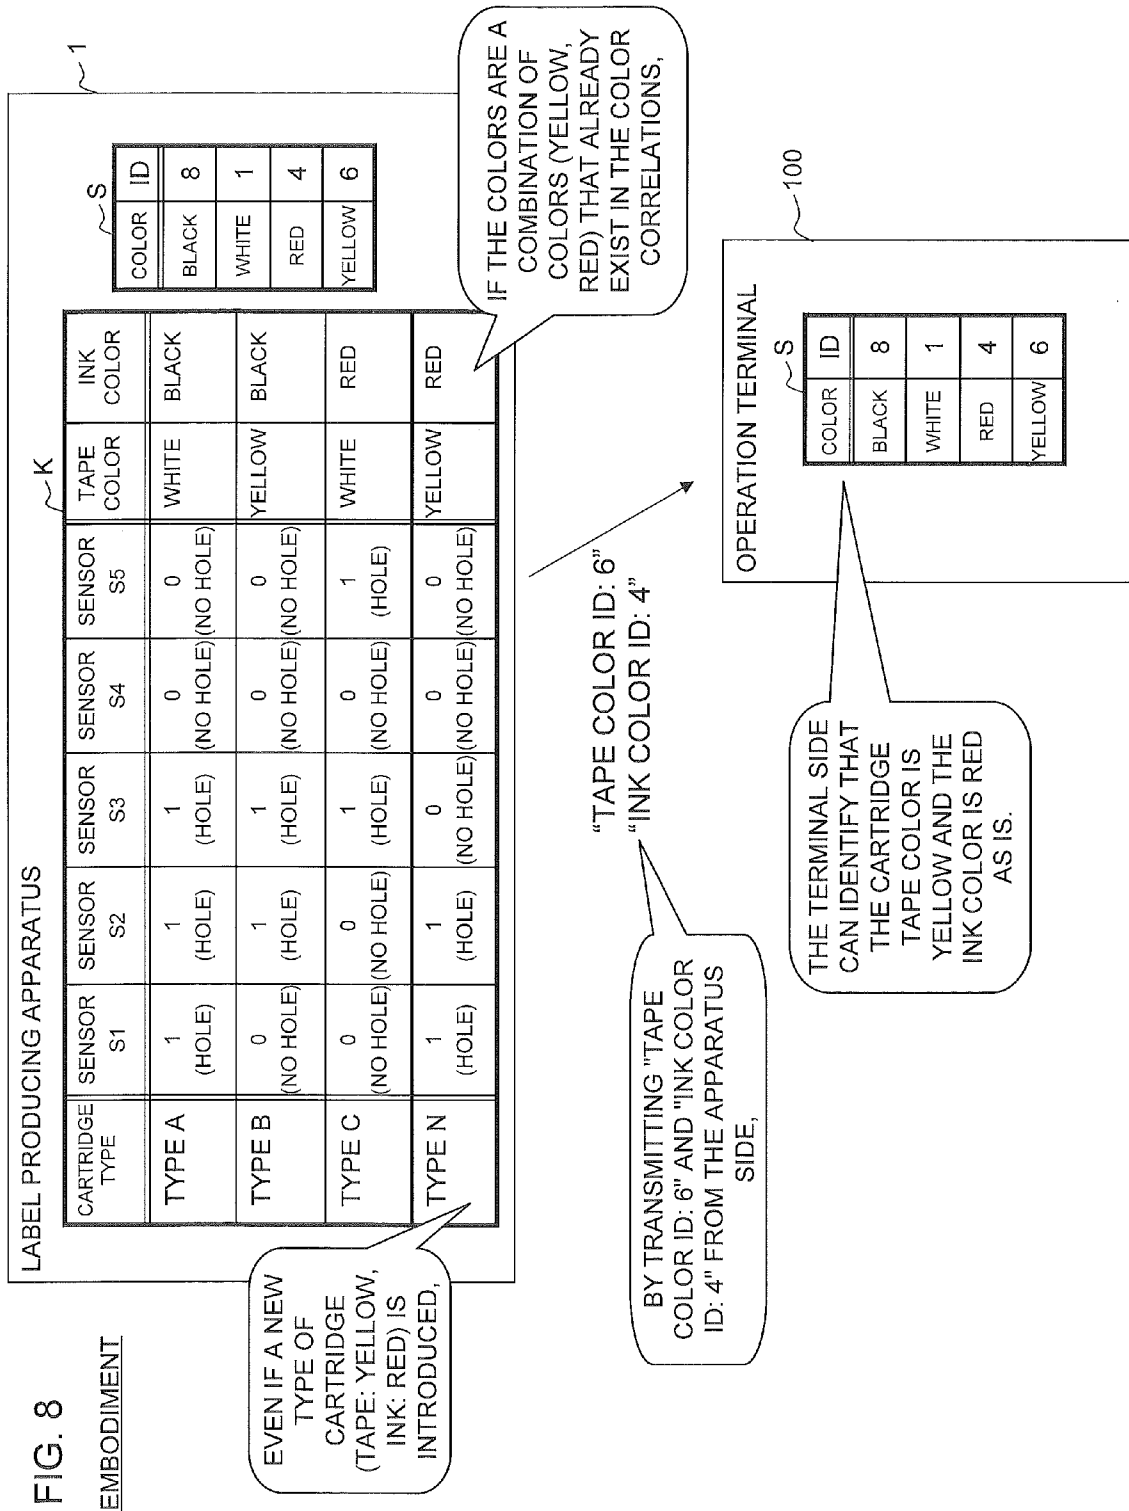 FIG. 8
EMBODIMENT
LABEL PRODUCING APPARATUS
1
K
CARTRIDGE TYPE SENSOR S1 SENSOR S2 SENSOR S3 SENSOR S4 SENSOR S5 TAPE COLOR INK COLOR
TYPE A 1 (HOLE) 1 (HOLE) 1 (HOLE) 0 (NO HOLE) 0 (NO HOLE) WHITE BLACK
TYPE B 0 (NO HOLE) 1 (HOLE) 1 (HOLE) 0 (NO HOLE) 0 (NO HOLE) YELLOW BLACK
TYPE C 0 (NO HOLE) 0 (NO HOLE) 1 (HOLE) 0 (NO HOLE) 1 (HOLE) WHITE RED
TYPE N 1 (HOLE) 1 (HOLE) 0 (NO HOLE) 0 (NO HOLE) 0 (NO HOLE) YELLOW RED
S
COLOR ID
BLACK 8
WHITE 1
RED 4
YELLOW 6
EVEN IF A NEW
TYPE OF
CARTRIDGE
(TAPE: YELLOW,
INK: RED) IS
INTRODUCED,
IF THE COLORS ARE A
COMBINATION OF
COLORS (YELLOW,
RED) THAT ALREADY
EXIST IN THE COLOR
CORRELATIONS,
"TAPE COLOR ID: 6"
"INK COLOR ID: 4"
BY TRANSMITTING "TAPE
COLOR ID: 6" AND "INK COLOR
ID: 4" FROM THE APPARATUS
SIDE,
100
OPERATION TERMINAL
S
COLOR ID
BLACK 8
WHITE 1
RED 4
YELLOW 6
THE TERMINAL SIDE
CAN IDENTIFY THAT
THE CARTRIDGE
TAPE COLOR IS
YELLOW AND THE
INK COLOR IS RED
AS IS.